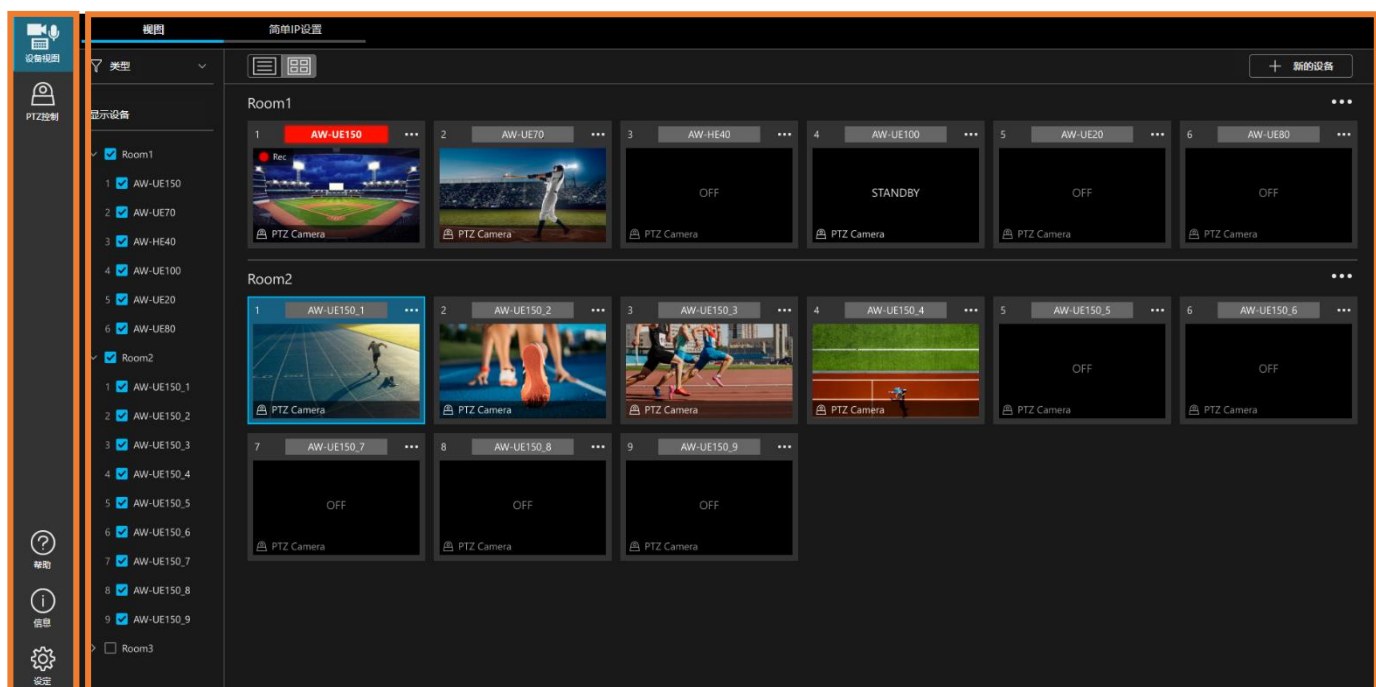 设备视图
PTZ控制
帮助
信息
设定
视图
简单IP设置
类型
新的设备
显示设备
Room1
1 AW-UE150
2 AW-UE70
3 AW-HE40
4 AW-UE100
5 AW-UE20
6 AW-UE80
Room2
1 AW-UE150_1
2 AW-UE150_2
3 AW-UE150_3
4 AW-UE150_4
5 AW-UE150_5
6 AW-UE150_6
7 AW-UE150_7
8 AW-UE150_8
9 AW-UE150_9
Room3
Room1
1 AW-UE150 ••• 2 AW-UE70 ••• 3 AW-HE40 ••• 4 AW-UE100 ••• 5 AW-UE20 ••• 6 AW-UE80 •••
Rec
OFF STANDBY OFF OFF
PTZ Camera PTZ Camera PTZ Camera PTZ Camera PTZ Camera PTZ Camera
Room2
1 AW-UE150_1 ••• 2 AW-UE150_2 ••• 3 AW-UE150_3 ••• 4 AW-UE150_4 ••• 5 AW-UE150_5 ••• 6 AW-UE150_6 •••
OFF OFF
PTZ Camera PTZ Camera PTZ Camera PTZ Camera PTZ Camera PTZ Camera
7 AW-UE150_7 ••• 8 AW-UE150_8 ••• 9 AW-UE150_9 •••
OFF OFF OFF
PTZ Camera PTZ Camera PTZ Camera